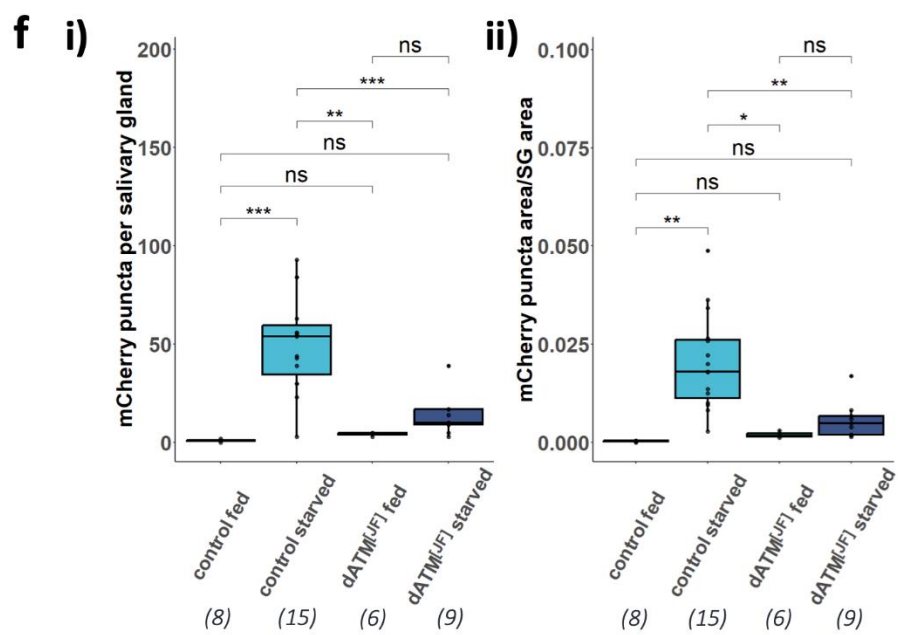 f i) ii)
mCherry puncta per salivary gland
200
150
100
50
0
ns
***
**
ns
ns
***
control fed
control starved
dATM[JF] fed
dATM[JF] starved
(8) (15) (6) (9)
mCherry puncta area/SG area
0.100
0.075
0.050
0.025
0.000
ns
**
*
ns
ns
**
control fed
control starved
dATM[JF] fed
dATM[JF] starved
(8) (15) (6) (9)